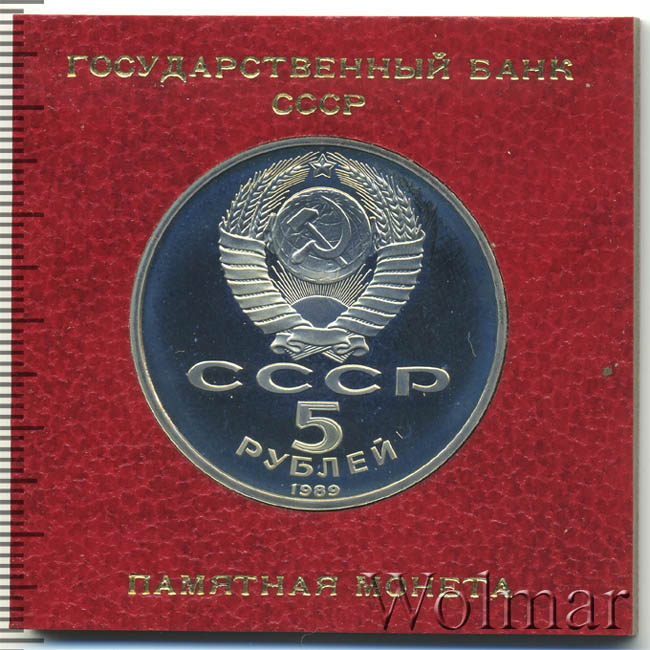 ГОСУДАРСТВЕННЫЙ БАНК
СССР
СССР
5
РУБЛЕЙ
1989
ПАМЯТНАЯ МОНЕТА
Wolmar